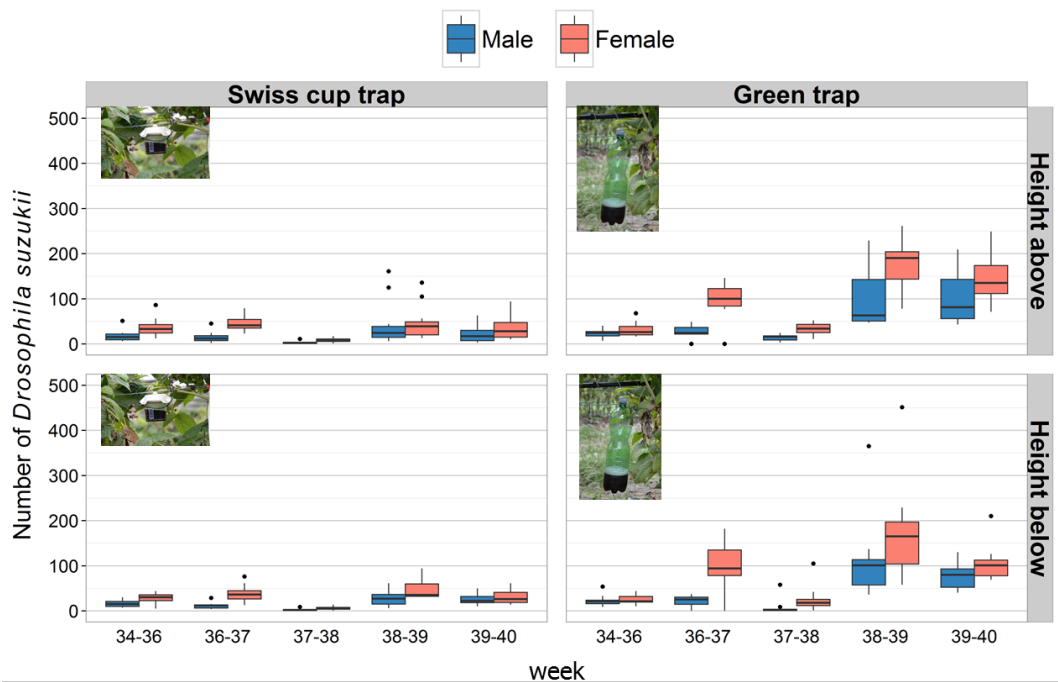 Male Female
Swiss cup trap Green trap
Number of Drosophila suzukii
500
400
300
200
100
0
Height above
500
400
300
200
100
0
Height below
34-36 36-37 37-38 38-39 39-40 34-36 36-37 37-38 38-39 39-40
week